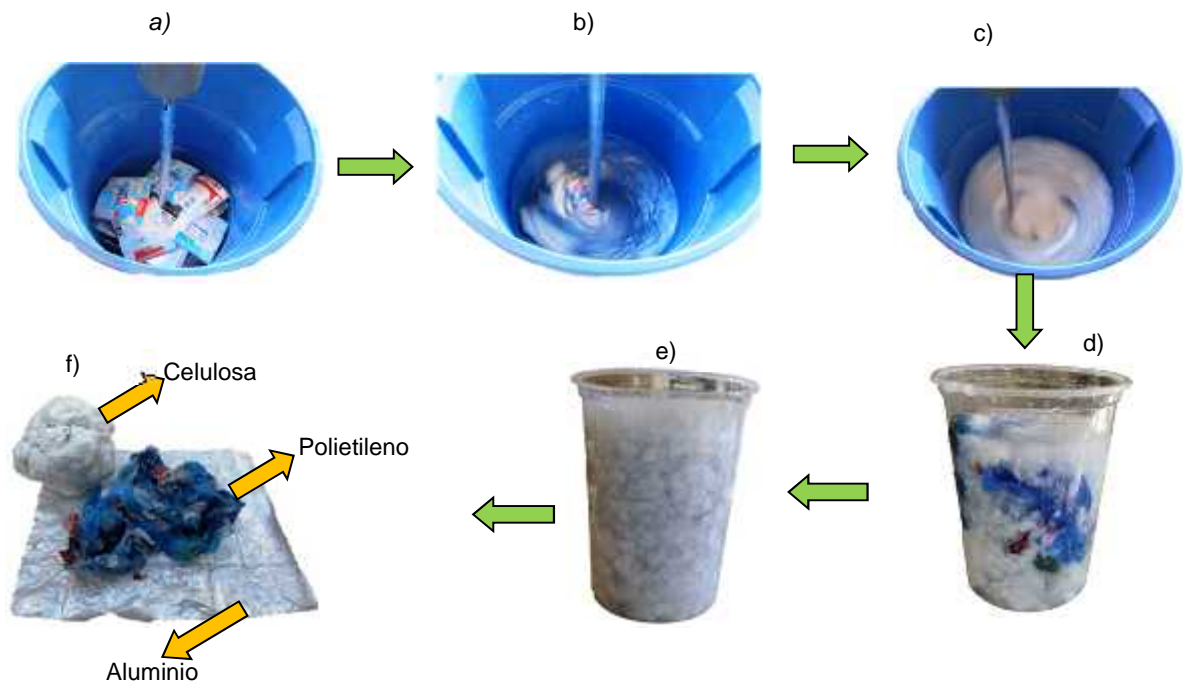 a)
b)
c)
d)
e)
f)
Celulosa
Polietileno
Aluminio